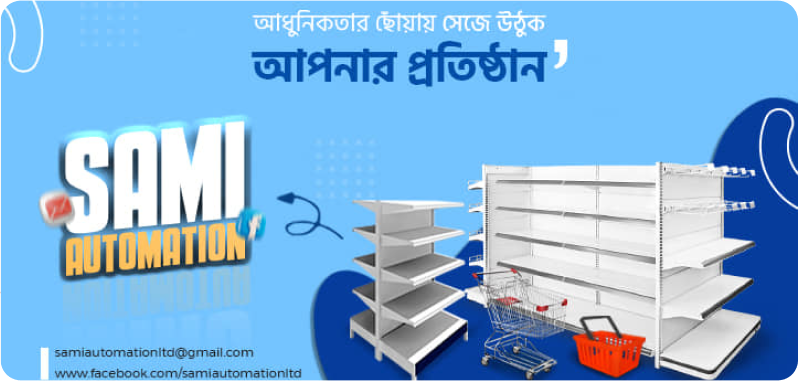 আধুনিকতার ছোঁয়ায় সেজে উঠুক
আপনার প্রতিষ্ঠান
SAMI
AUTOMATION
samiautomationltd@gmail.com
www.facebook.com/samiautomationltd